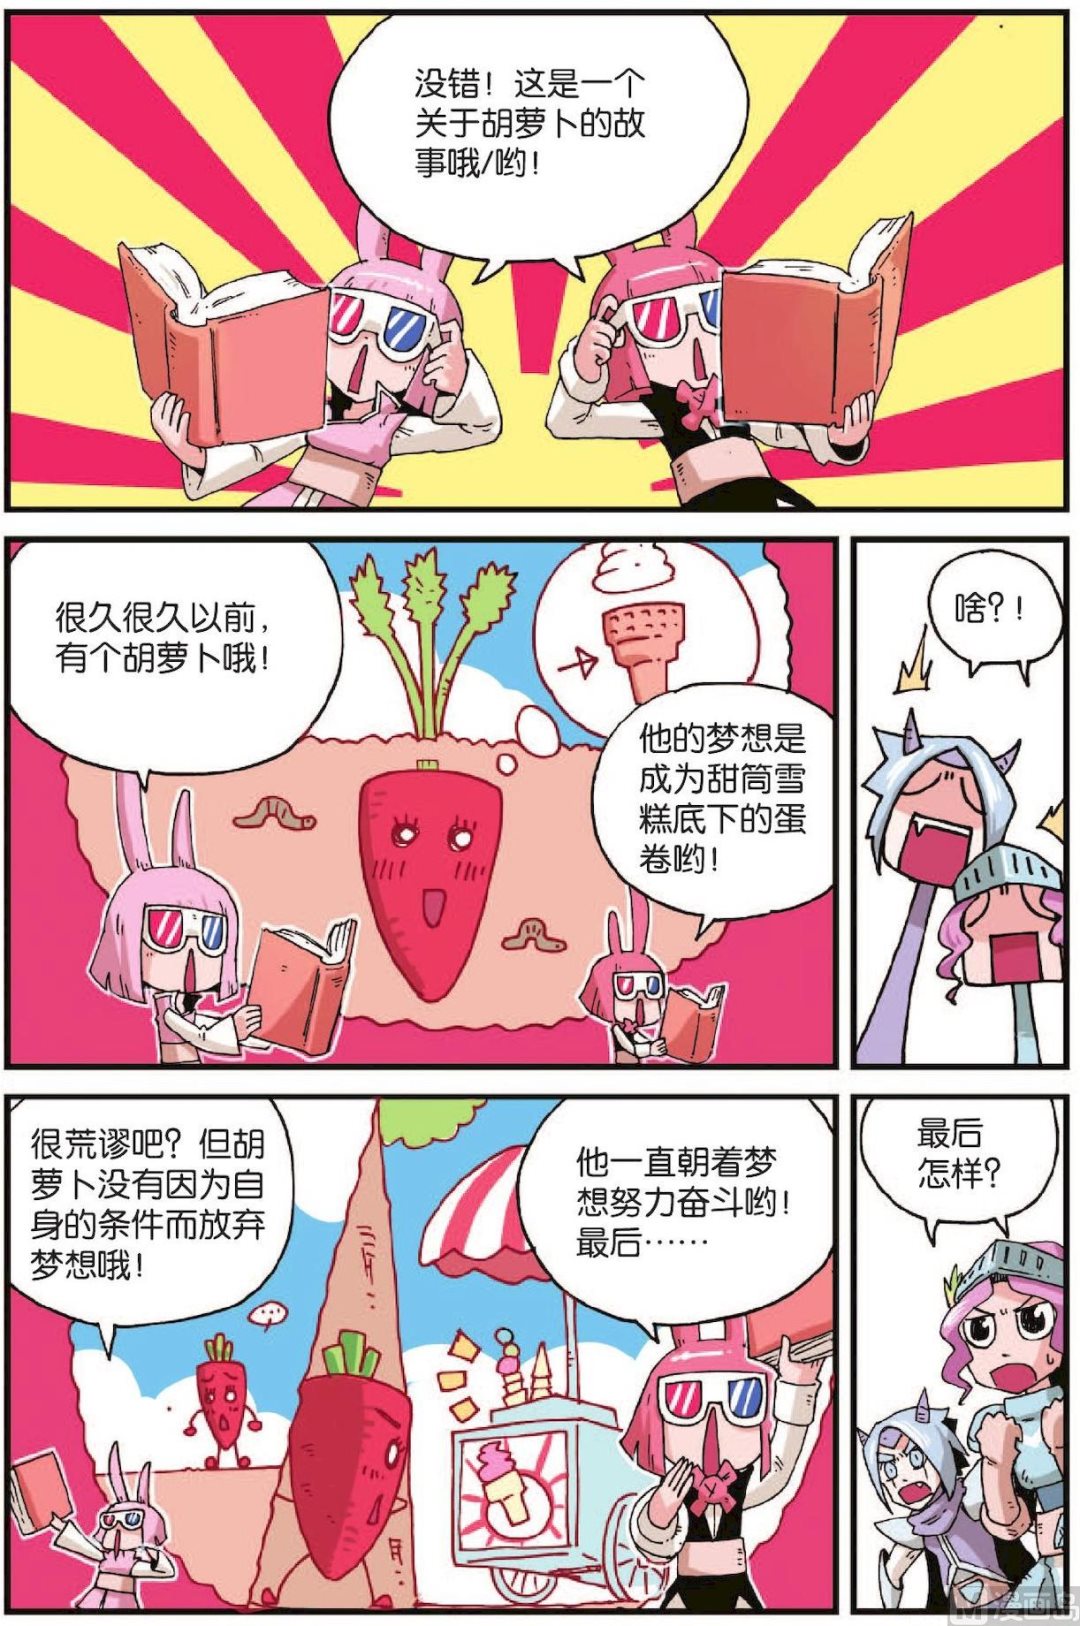 没错！这是一个
关于胡萝卜的故
事哦/哟！
很久很久以前，
有个胡萝卜哦！
他的梦想是
成为甜筒雪
糕底下的蛋
卷哟！
啥？！
很荒谬吧？但胡
萝卜没有因为自
身的条件而放弃
梦想哦！
他一直朝着梦
想努力奋斗哟！
最后……
最后
怎样？
漫画岛